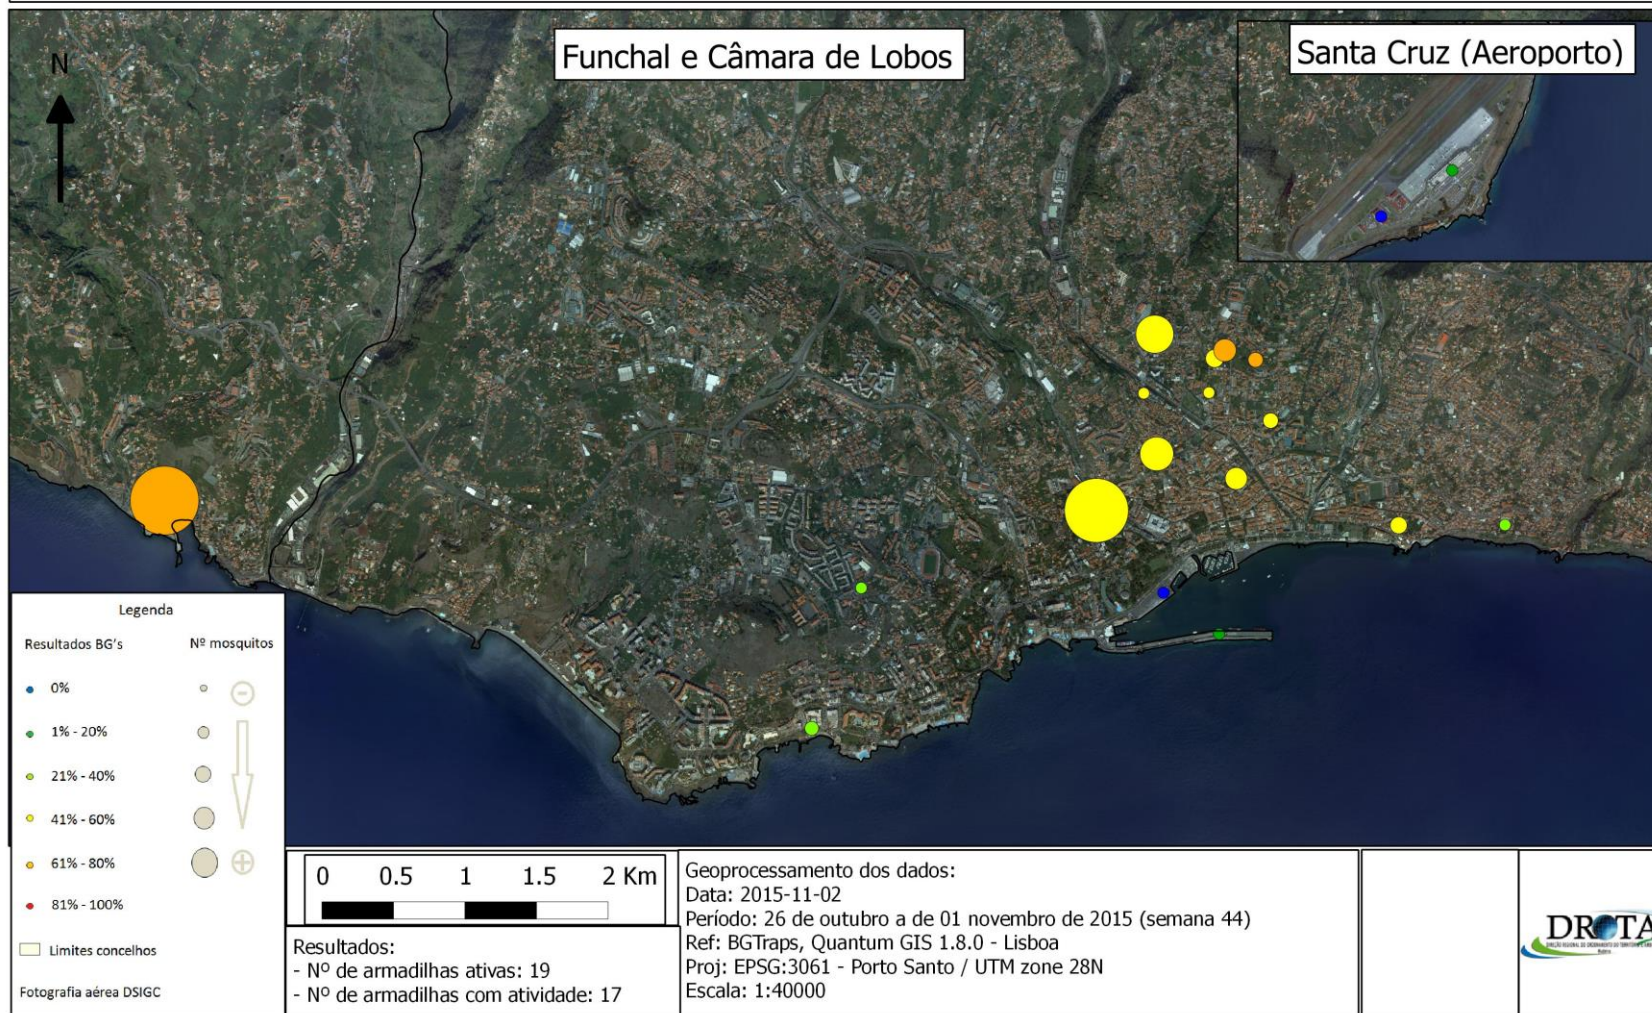 Funchal e Câmara de Lobos
Santa Cruz (Aeroporto)
N
Legenda
Resultados BG's
Nº mosquitos
0%
1% - 20%
21% - 40%
41% - 60%
61% - 80%
81% - 100%
Limites concelhos
Fotografia aérea DSIGC
0 0.5 1 1.5 2 Km
Resultados:
- Nº de armadilhas ativas: 19
- Nº de armadilhas com atividade: 17
Geoprocessamento dos dados:
Data: 2015-11-02
Período: 26 de outubro a de 01 novembro de 2015 (semana 44)
Ref: BGTraps, Quantum GIS 1.8.0 - Lisboa
Proj: EPSG:3061 - Porto Santo / UTM zone 28N
Escala: 1:40000
DROTA